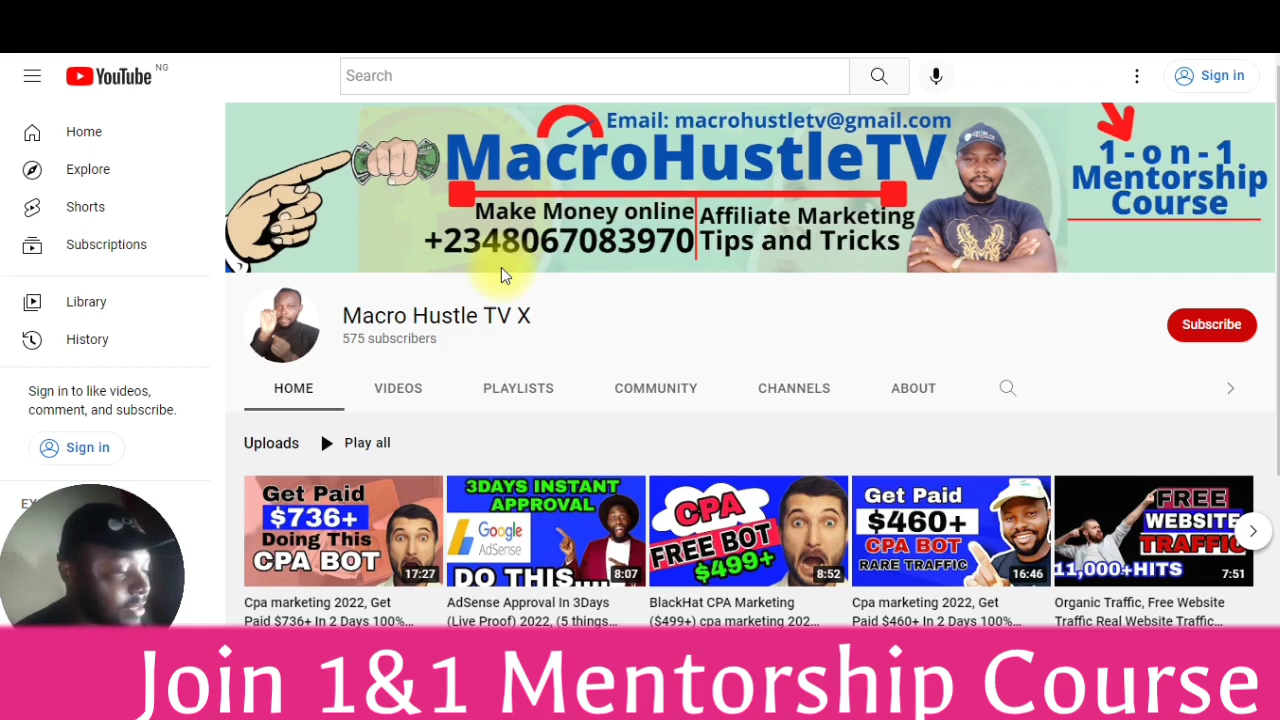 YouTube NG
Search
Sign in
Home
Explore
Shorts
Subscriptions
Library
History
Sign in to like videos,
comment, and subscribe.
Sign in
Email: macrohustletv@gmail.com
MacroHustleTV
Make Money online
+2348067083970
Affiliate Marketing
Tips and Tricks
1-on-1
Mentorship
Course
Macro Hustle TV X
575 subscribers
Subscribe
HOME VIDEOS PLAYLISTS COMMUNITY CHANNELS ABOUT
Uploads Play all
Get Paid
$736+
Doing This
CPA BOT
17:27
Cpa marketing 2022, Get
Paid $736+ In 2 Days 100%...
3DAYS INSTANT
APPROVAL
Google
AdSense
DO THIS.....
8:07
AdSense Approval In 3Days
(Live Proof) 2022, (5 things...
CPA
FREE BOT
$499+
8:52
BlackHat CPA Marketing
($499+) cpa marketing 202...
Get Paid
$460+
CPA BOT
RARE TRAFFIC
16:46
Cpa marketing 2022, Get
Paid $460+ In 2 Days 100%...
FREE
WEBSITE
TRAFFIC
11,000+HITS
7:51
Organic Traffic, Free Website
Traffic Real Website Traffic...
Join 1&1 Mentorship Course